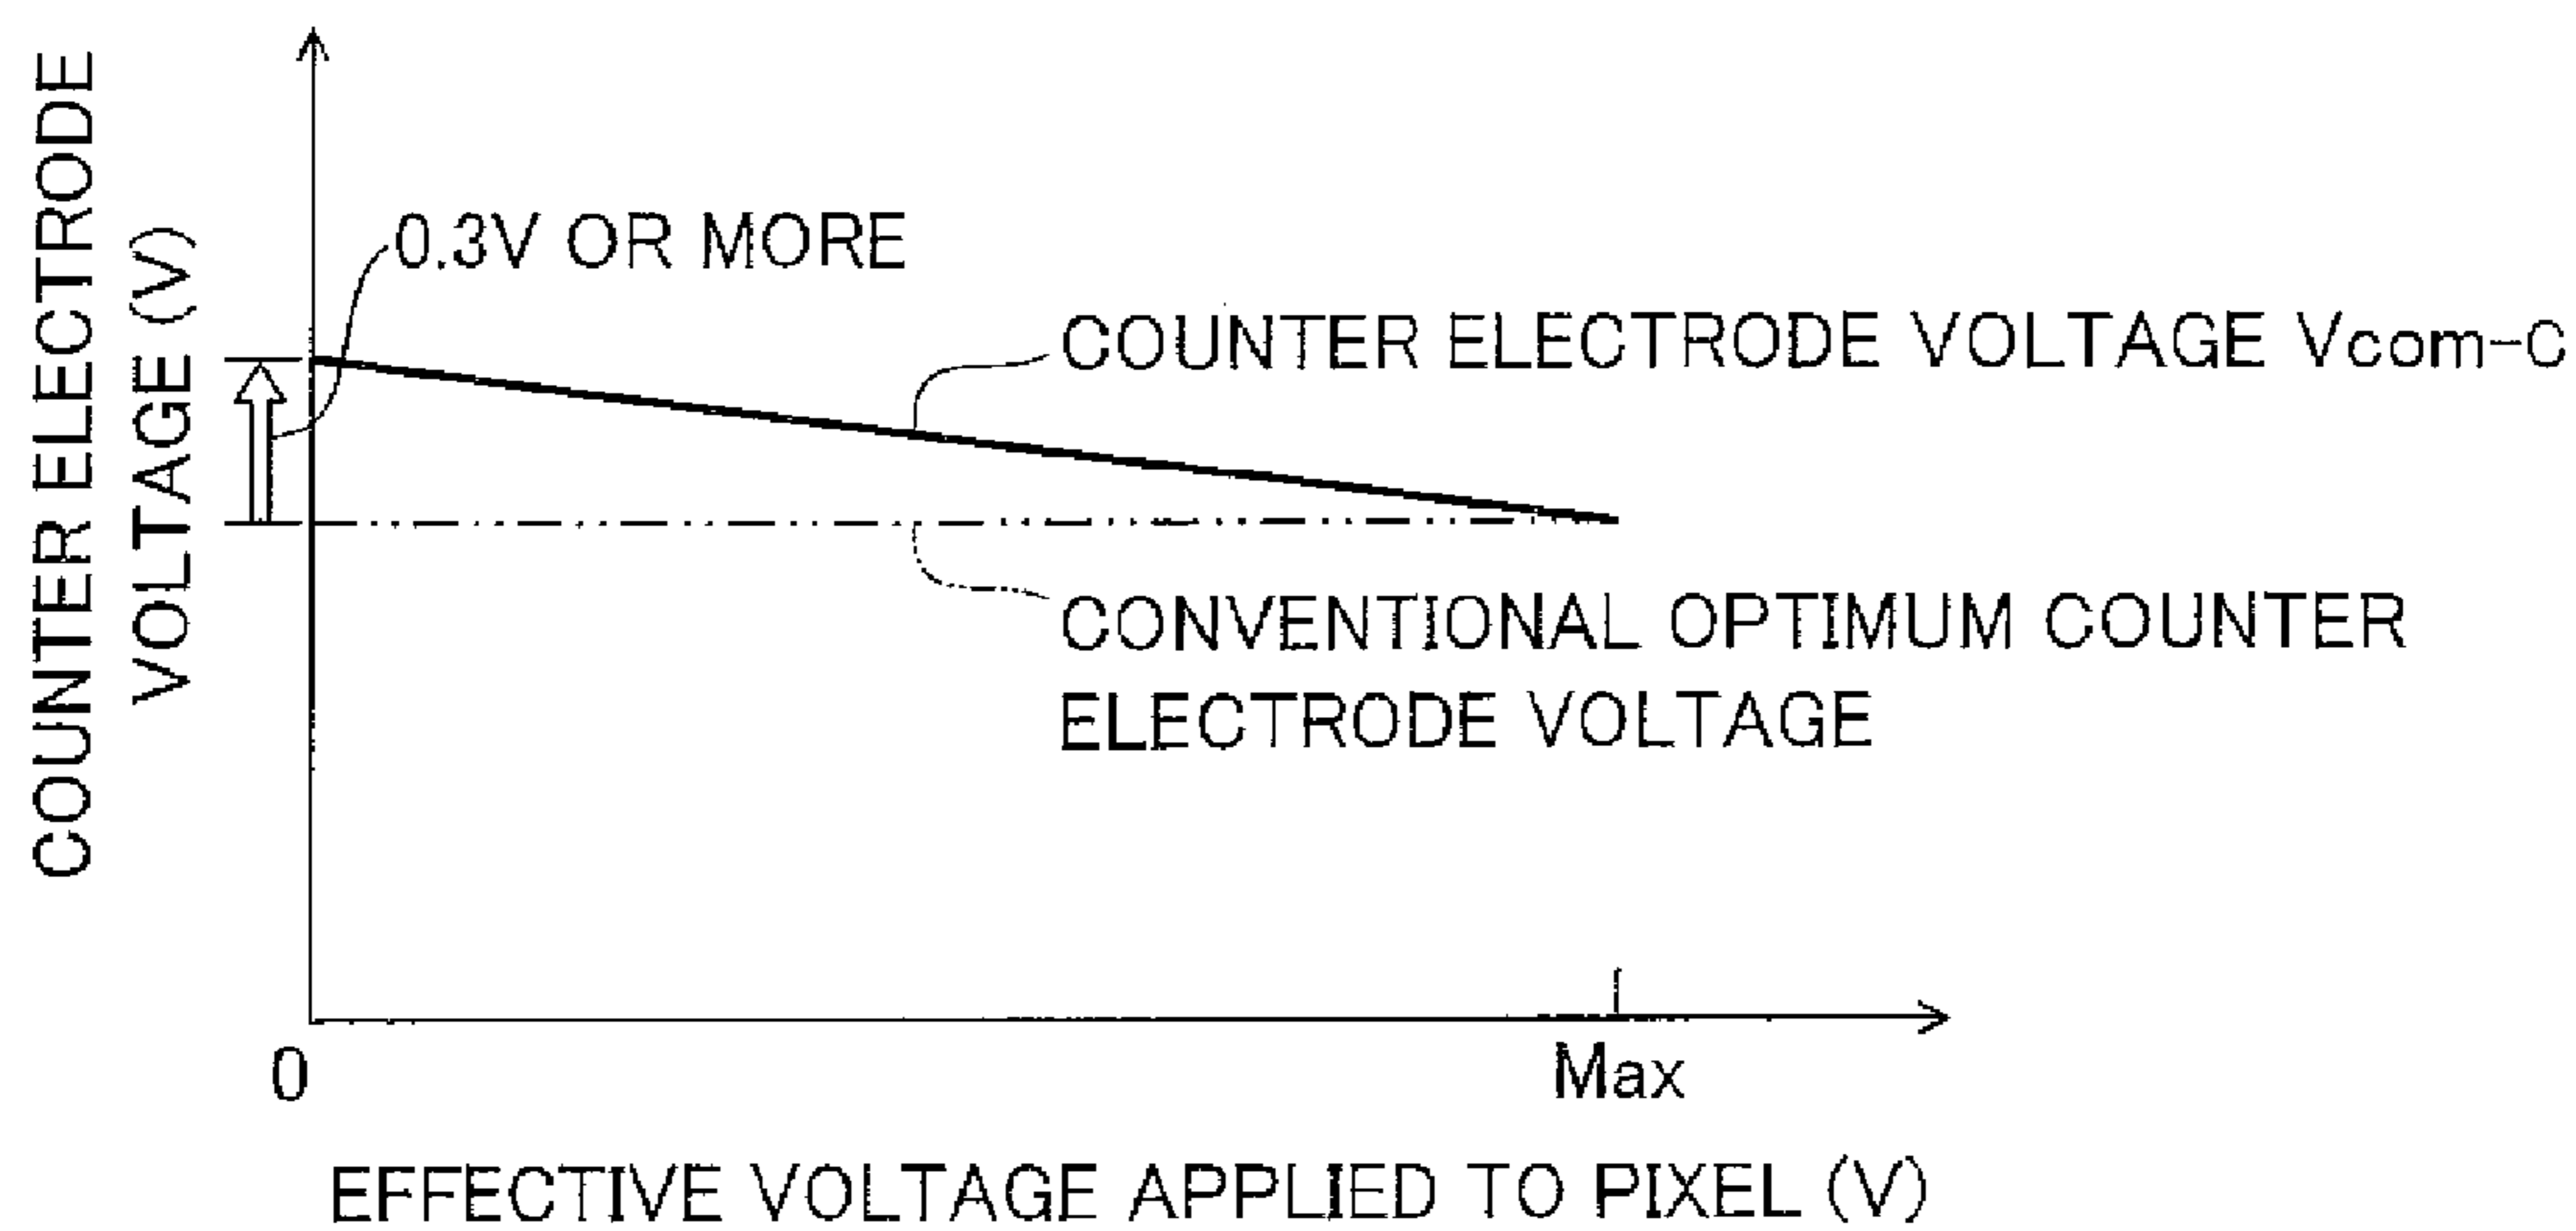 COUNTER ELECTRODE
VOLTAGE (V)
0.3V OR MORE
COUNTER ELECTRODE VOLTAGE Vcom-C
CONVENTIONAL OPTIMUM COUNTER
ELECTRODE VOLTAGE
0
Max
EFFECTIVE VOLTAGE APPLIED TO PIXEL (V)